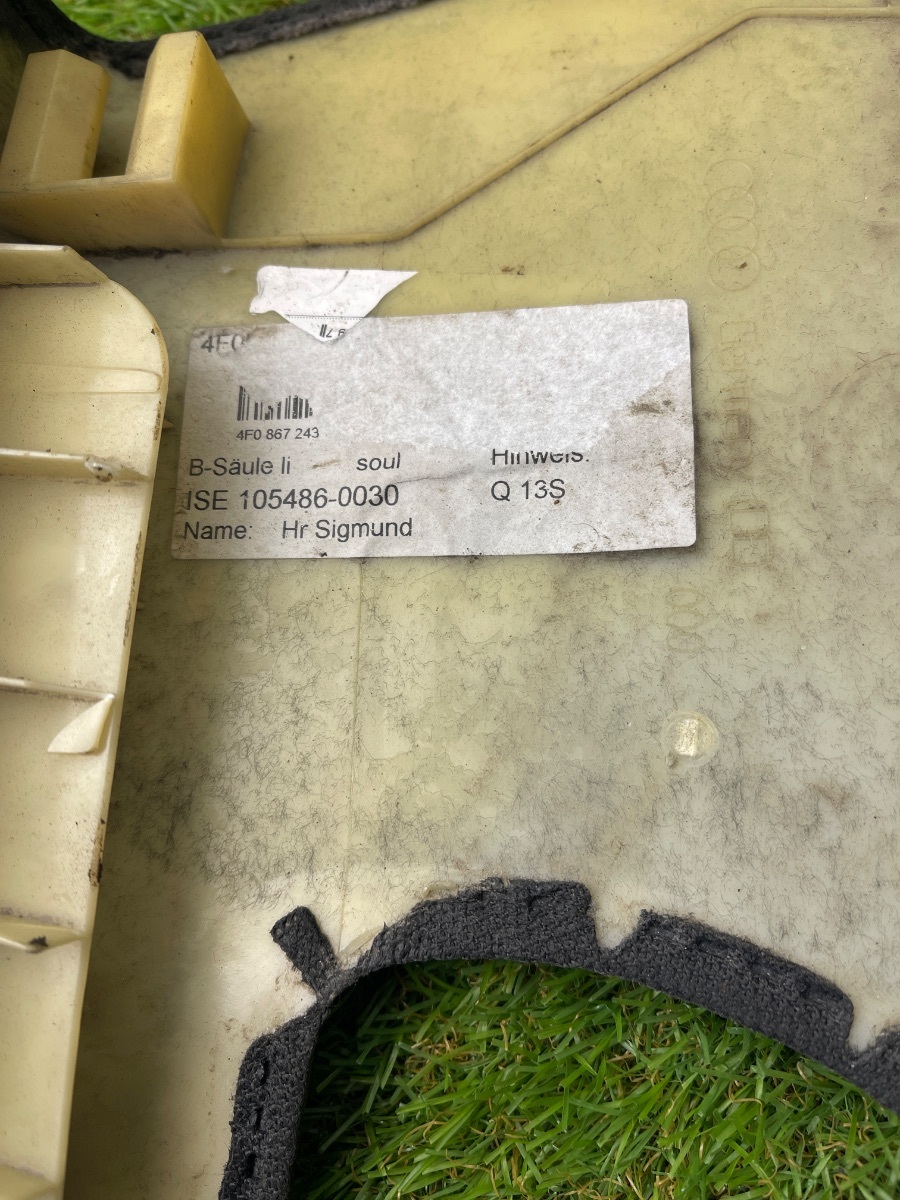 4F0
4F0 867 243
B-Säule li – soul Hinweis:
ISE 105486-0030 Q 13S
Name: Hr Sigmund